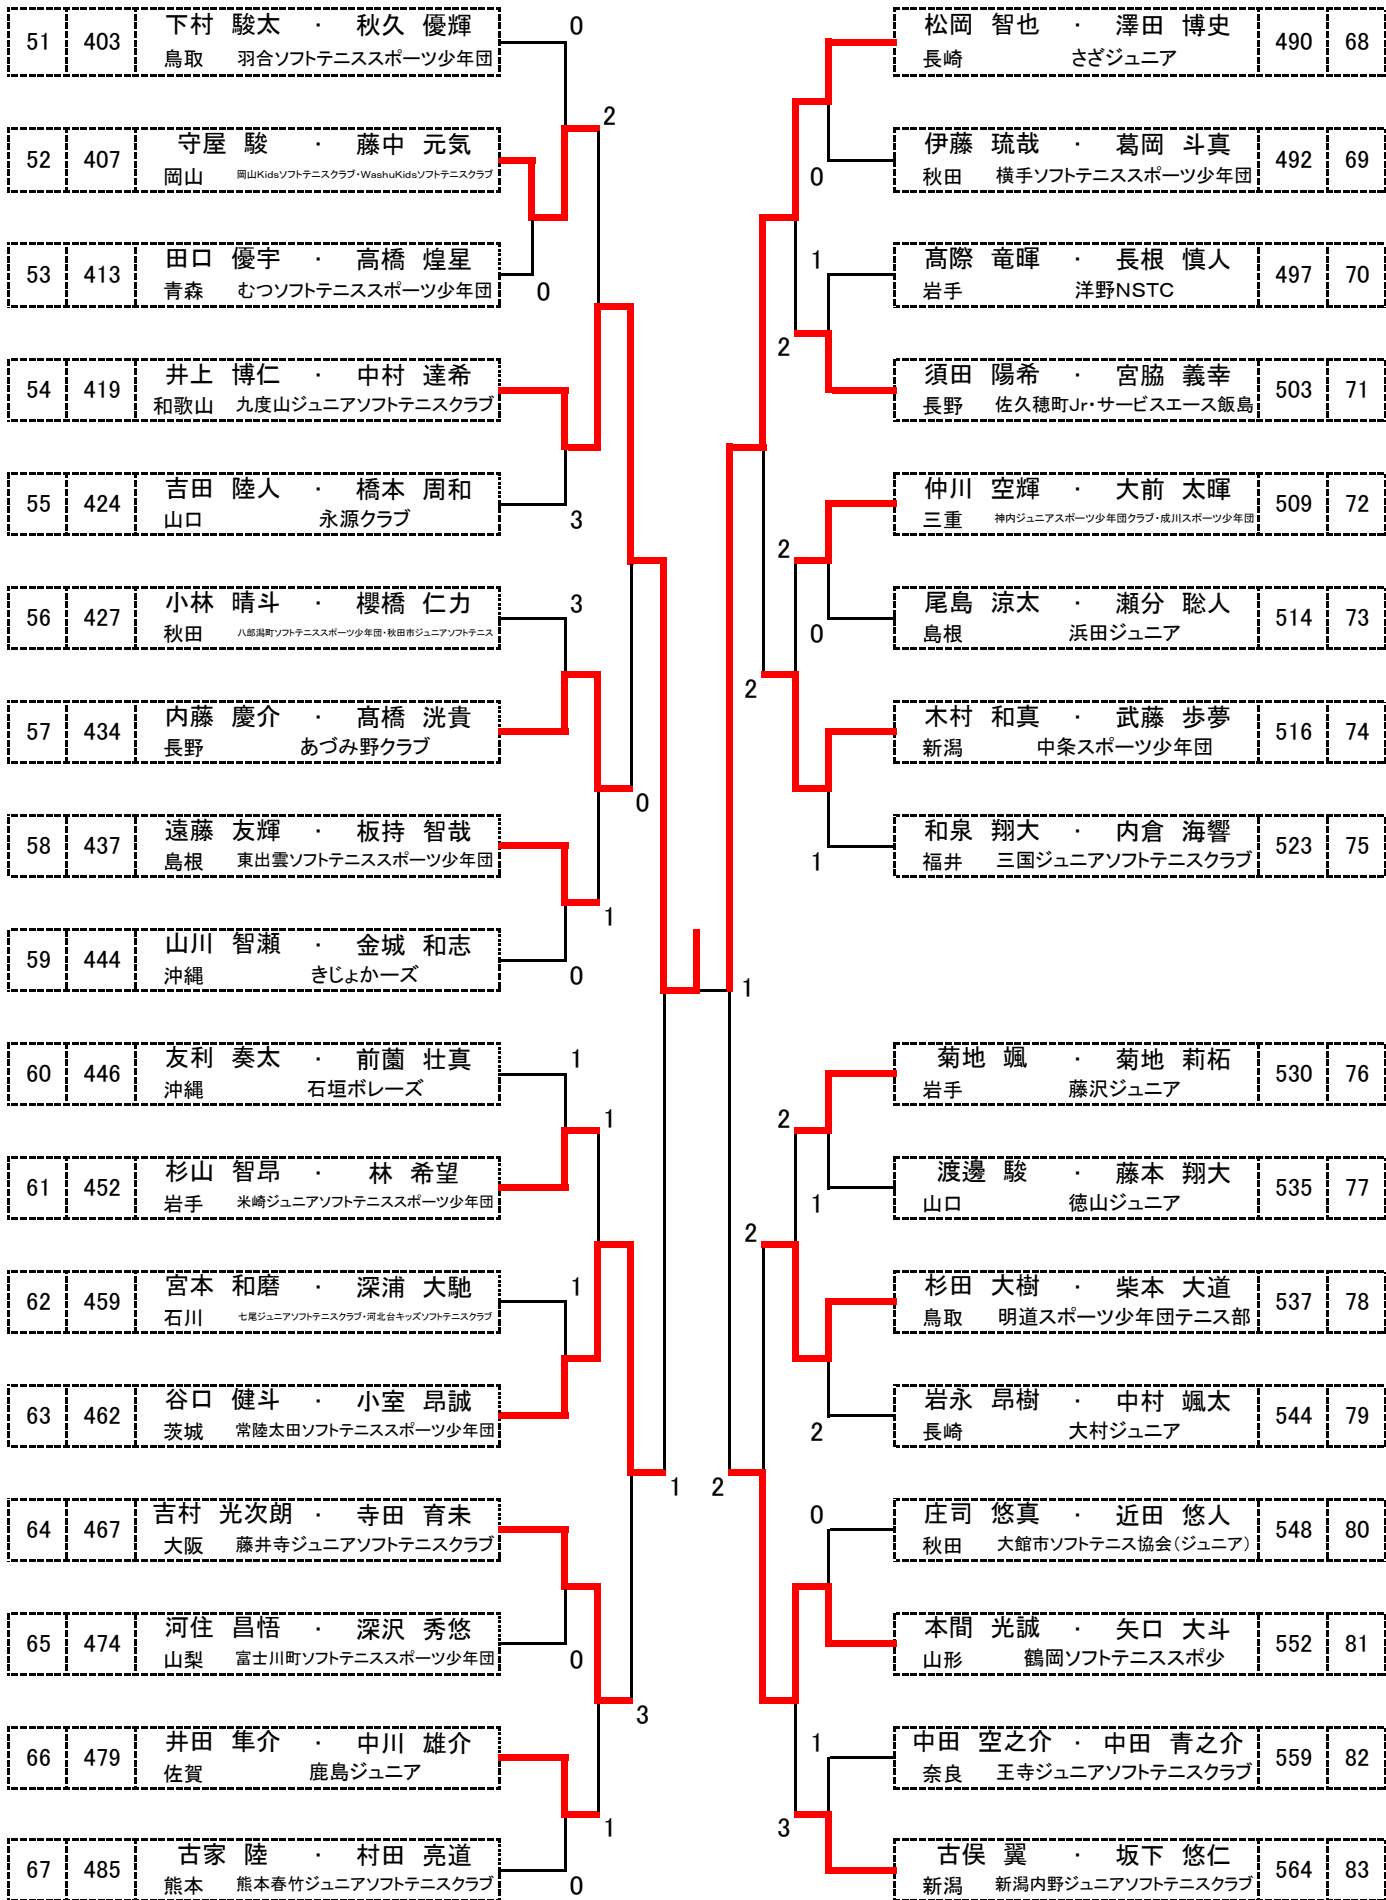 51 403 下村 駿太 ・ 秋久 優輝
鳥取 羽合ソフトテニススポーツ少年団
0
52 407 守屋 駿 ・ 藤中 元気
岡山 岡山Kidsソフトテニスクラブ・WashuKidsソフトテニスクラブ
2
53 413 田口 優宇 ・ 高橋 煌星
青森 むつソフトテニススポーツ少年団
0
54 419 井上 博仁 ・ 中村 達希
和歌山 九度山ジュニアソフトテニスクラブ
55 424 吉田 陸人 ・ 橋本 周和
山口 永源クラブ
3
56 427 小林 晴斗 ・ 櫻橋 仁力
秋田 八郎潟町ソフトテニススポーツ少年団・秋田市ジュニアソフトテニス
3
57 434 内藤 慶介 ・ 髙橋 洸貴
長野 あづみ野クラブ
0
58 437 遠藤 友輝 ・ 板持 智哉
島根 東出雲ソフトテニススポーツ少年団
1
59 444 山川 智瀬 ・ 金城 和志
沖縄 きじょかーズ
0
60 446 友利 奏太 ・ 前薗 壮真
沖縄 石垣ボレーズ
1
1
61 452 杉山 智昂 ・ 林 希望
岩手 米崎ジュニアソフトテニススポーツ少年団
62 459 宮本 和磨 ・ 深浦 大馳
石川 七尾ジュニアソフトテニスクラブ・河北台キッズソフトテニスクラブ
1
63 462 谷口 健斗 ・ 小室 昂誠
茨城 常陸太田ソフトテニススポーツ少年団
1
64 467 吉村 光次朗 ・ 寺田 育未
大阪 藤井寺ジュニアソフトテニスクラブ
65 474 河住 昌悟 ・ 深沢 秀悠
山梨 富士川町ソフトテニススポーツ少年団
0
3
66 479 井田 隼介 ・ 中川 雄介
佐賀 鹿島ジュニア
1
67 485 古家 陸 ・ 村田 亮道
熊本 熊本春竹ジュニアソフトテニスクラブ
0
松岡 智也 ・ 澤田 博史 490 68
長崎 さざジュニア
伊藤 琉哉 ・ 葛岡 斗真 492 69
秋田 横手ソフトテニススポーツ少年団
0
1
髙際 竜暉 ・ 長根 慎人 497 70
岩手 洋野NSTC
2
須田 陽希 ・ 宮脇 義幸 503 71
長野 佐久穂町Jr・サービスエース飯島
仲川 空輝 ・ 大前 太暉 509 72
三重 神内ジュニアスポーツ少年団クラブ・成川スポーツ少年団
2
尾島 涼太 ・ 瀬分 聡人 514 73
島根 浜田ジュニア
0
2
木村 和真 ・ 武藤 歩夢 516 74
新潟 中条スポーツ少年団
和泉 翔大 ・ 内倉 海響 523 75
福井 三国ジュニアソフトテニスクラブ
1
1
菊地 颯 ・ 菊地 莉柘 530 76
岩手 藤沢ジュニア
2
渡邊 駿 ・ 藤本 翔大 535 77
山口 徳山ジュニア
1
2
杉田 大樹 ・ 柴本 大道 537 78
鳥取 明道スポーツ少年団テニス部
岩永 昂樹 ・ 中村 颯太 544 79
長崎 大村ジュニア
2
2
0
庄司 悠真 ・ 近田 悠人 548 80
秋田 大館市ソフトテニス協会(ジュニア)
本間 光誠 ・ 矢口 大斗 552 81
山形 鶴岡ソフトテニススポ少
1
中田 空之介 ・ 中田 青之介 559 82
奈良 王寺ジュニアソフトテニスクラブ
3
古俣 翼 ・ 坂下 悠仁 564 83
新潟 新潟内野ジュニアソフトテニスクラブ